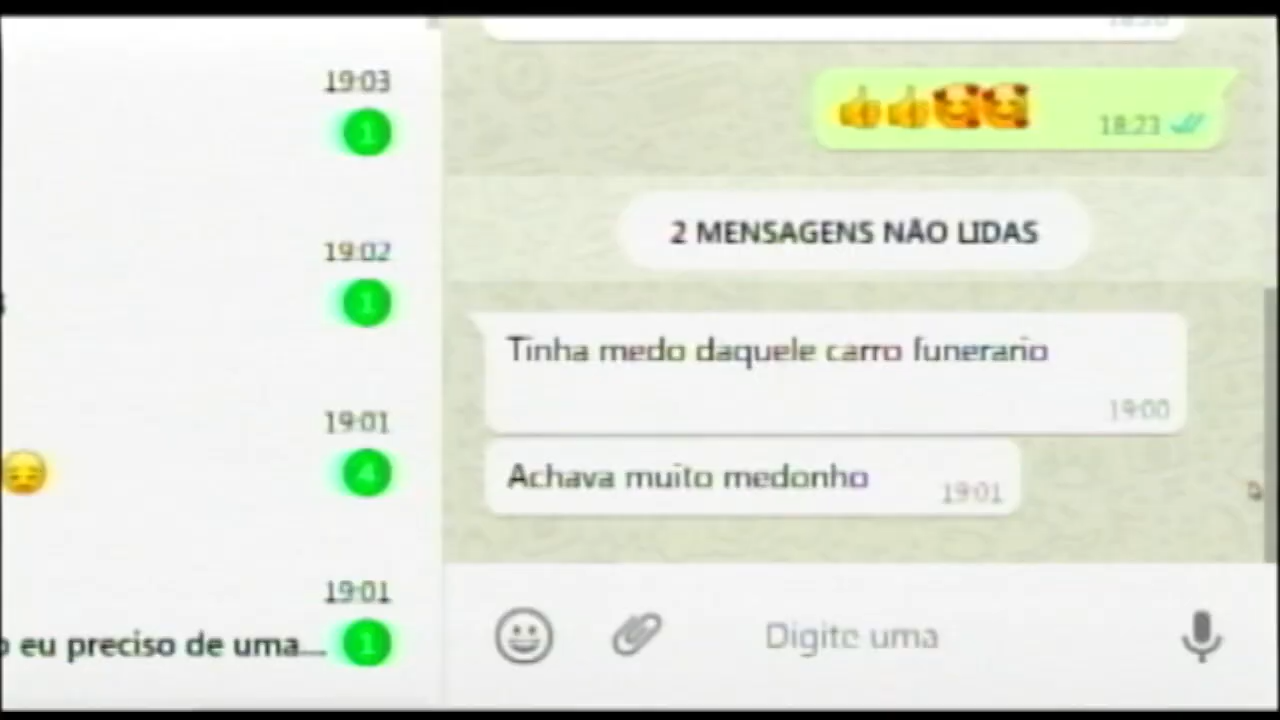 19:03
1
19:02
1
19:01
4
19:01
eu preciso de uma...
1
18:23
2 MENSAGENS NÃO LIDAS
Tinha medo daquele carro funerario
19:00
Achava muito medonho
19:01
Digite uma